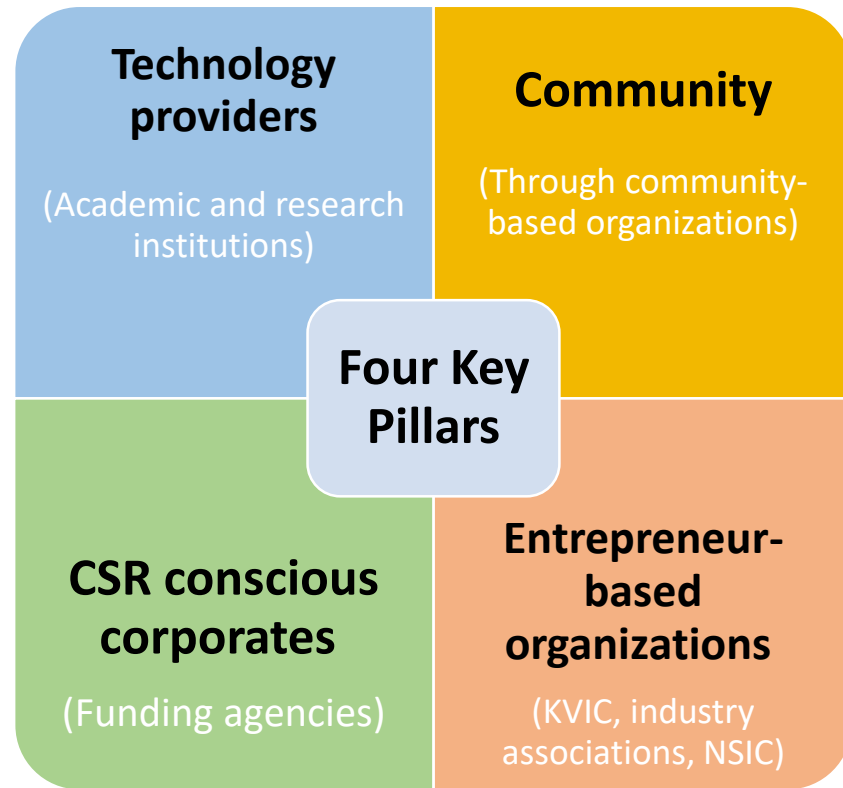 Technology
providers
(Academic and research
institutions)
Community
(Through community-
based organizations)
Four Key
Pillars
CSR conscious
corporates
(Funding agencies)
Entrepreneur-
based
organizations
(KVIC, industry
associations, NSIC)